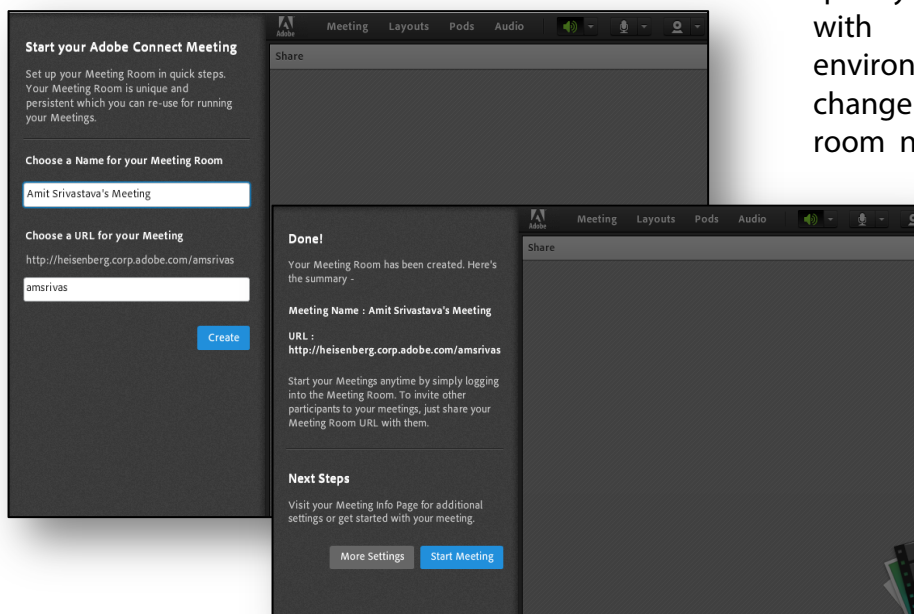 Start your Adobe Connect Meeting
Set up your Meeting Room in quick steps.
Your Meeting Room is unique and
persistent which you can re-use for running
your Meetings.
Choose a Name for your Meeting Room
Amit Srivastava's Meeting
Choose a URL for your Meeting
http://heisenberg.corp.adobe.com/amsrivas
amsrivas
Create
Adobe
Meeting Layouts Pods Audio
Share
with
environ
change
room n
Done!
Your Meeting Room has been created. Here's
the summary -
Meeting Name : Amit Srivastava's Meeting
URL :
http://heisenberg.corp.adobe.com/amsrivas
Start your Meetings anytime by simply logging
into the Meeting Room. To invite other
participants to your meetings, just share your
Meeting Room URL with them.
Next Steps
Visit your Meeting Info Page for additional
settings or get started with your meeting.
More Settings Start Meeting
Adobe
Meeting Layouts Pods Audio
Share